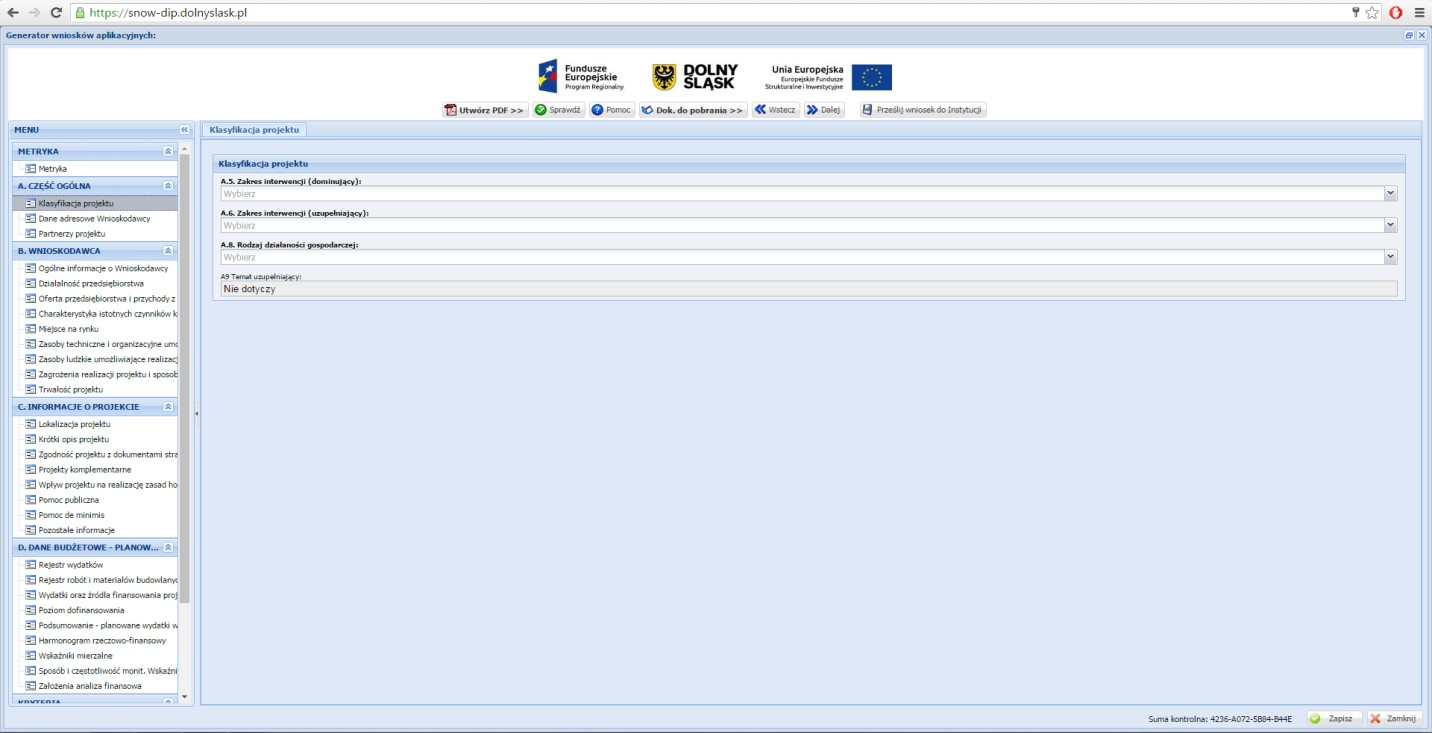 https://snow-dip.dolnyslask.pl
Generator wniosków aplikacyjnych:
Fundusze
Europejskie
Program Regionalny
DOLNY
ŚLĄSK
Unia Europejska
Europejskie Fundusze
Strukturalne i Inwestycyjne
Utwórz PDF >> Sprawdź Pomoc Dok. do pobrania >> Wstecz Dalej Prześlij wniosek do Instytucji
MENU
METRYKA
Metryka
A. CZĘŚĆ OGÓLNA
Klasyfikacja projektu
Dane adresowe Wnioskodawcy
Partnerzy projektu
B. WNIOSKODAWCA
Ogólne informacje o Wnioskodawcy
Działalność przedsiębiorstwa
Oferta przedsiębiorstwa i przychody z
Charakterystyka istotnych czynników k
Miejsce na rynku
Zasoby techniczne i organizacyjne umo
Zasoby ludzkie umożliwiające realizacj
Zagrożenia realizacji projektu i sposob
Trwałość projektu
C. INFORMACJE O PROJEKCIE
Lokalizacja projektu
Krótki opis projektu
Zgodność projektu z dokumentami stra
Projekty komplementarne
Wpływ projektu na realizację zasad ho
Pomoc publiczna
Pomoc de minimis
Pozostałe informacje
D. DANE BUDŻETOWE - PLANOW...
Rejestr wydatków
Rejestr robót i materiałów budowlanyc
Wydatki oraz źródła finansowania proj
Poziom dofinansowania
Podsumowanie - planowane wydatki w
Harmonogram rzeczowo-finansowy
Wskaźniki mierzalne
Sposób i częstotliwość monit. Wskaźni
Założenia analiza finansowa
KRYTERIA
Klasyfikacja projektu
Klasyfikacja projektu
A.5. Zakres interwencji (dominujący):
Wybierz
A.6. Zakres interwencji (uzupełniający):
Wybierz
A.8. Rodzaj działaności gospodarczej:
Wybierz
A9 Temat uzupełniający:
Nie dotyczy
Suma kontrolna: 4236-A072-5B84-B44E Zapisz Zamknij